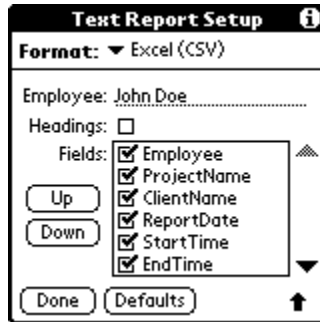 Text Report Setup
Format: Excel (CSV)
Employee: John Doe
Headings:
Fields: Employee
ProjectName
ClientName
ReportDate
StartTime
EndTime
Up
Down
Done
Defaults